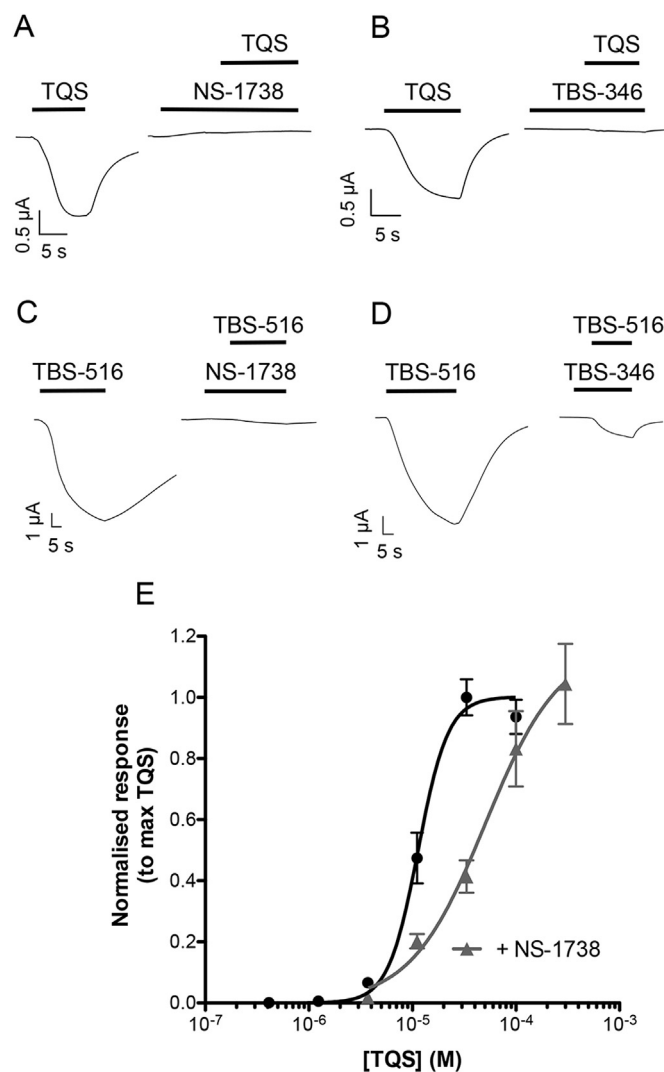 A
TQS
TQS
NS-1738
0.5 µA
5 s
B
TQS
TQS
TBS-346
0.5 µA
5 s
C
TBS-516
TBS-516
NS-1738
1 µA
5 s
D
TBS-516
TBS-516
TBS-346
1 µA
5 s
E
Normalised response
(to max TQS)
1.2
1.0
0.8
0.6
0.4
0.2
0.0
+ NS-1738
10-7
10-6
10-5
10-4
10-3
[TQS] (M)